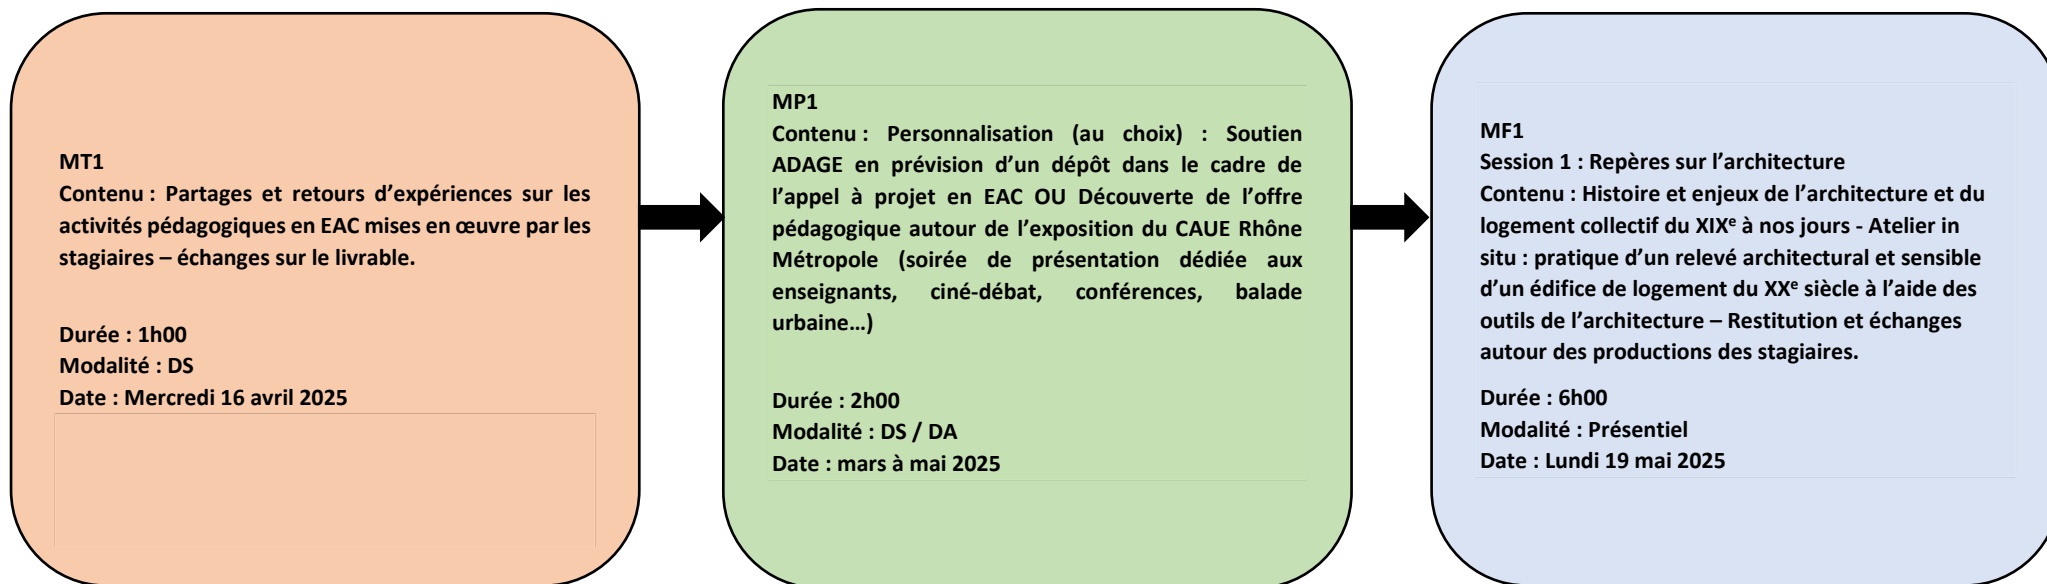 MT1
Contenu : Partages et retours d’expériences sur les
activités pédagogiques en EAC mises en œuvre par les
stagiaires – échanges sur le livrable.
Durée : 1h00
Modalité : DS
Date : Mercredi 16 avril 2025
MP1
Contenu : Personnalisation (au choix) : Soutien
ADAGE en prévision d’un dépôt dans le cadre de
l’appel à projet en EAC OU Découverte de l’offre
pédagogique autour de l’exposition du CAUE Rhône
Métropole (soirée de présentation dédiée aux
enseignants, ciné-débat, conférences, balade
urbaine…)
Durée : 2h00
Modalité : DS / DA
Date : mars à mai 2025
MF1
Session 1 : Repères sur l’architecture
Contenu : Histoire et enjeux de l’architecture et du
logement collectif du XIXᵉ à nos jours - Atelier in
situ : pratique d’un relevé architectural et sensible
d’un édifice de logement du XXᵉ siècle à l’aide des
outils de l’architecture – Restitution et échanges
autour des productions des stagiaires.
Durée : 6h00
Modalité : Présentiel
Date : Lundi 19 mai 2025